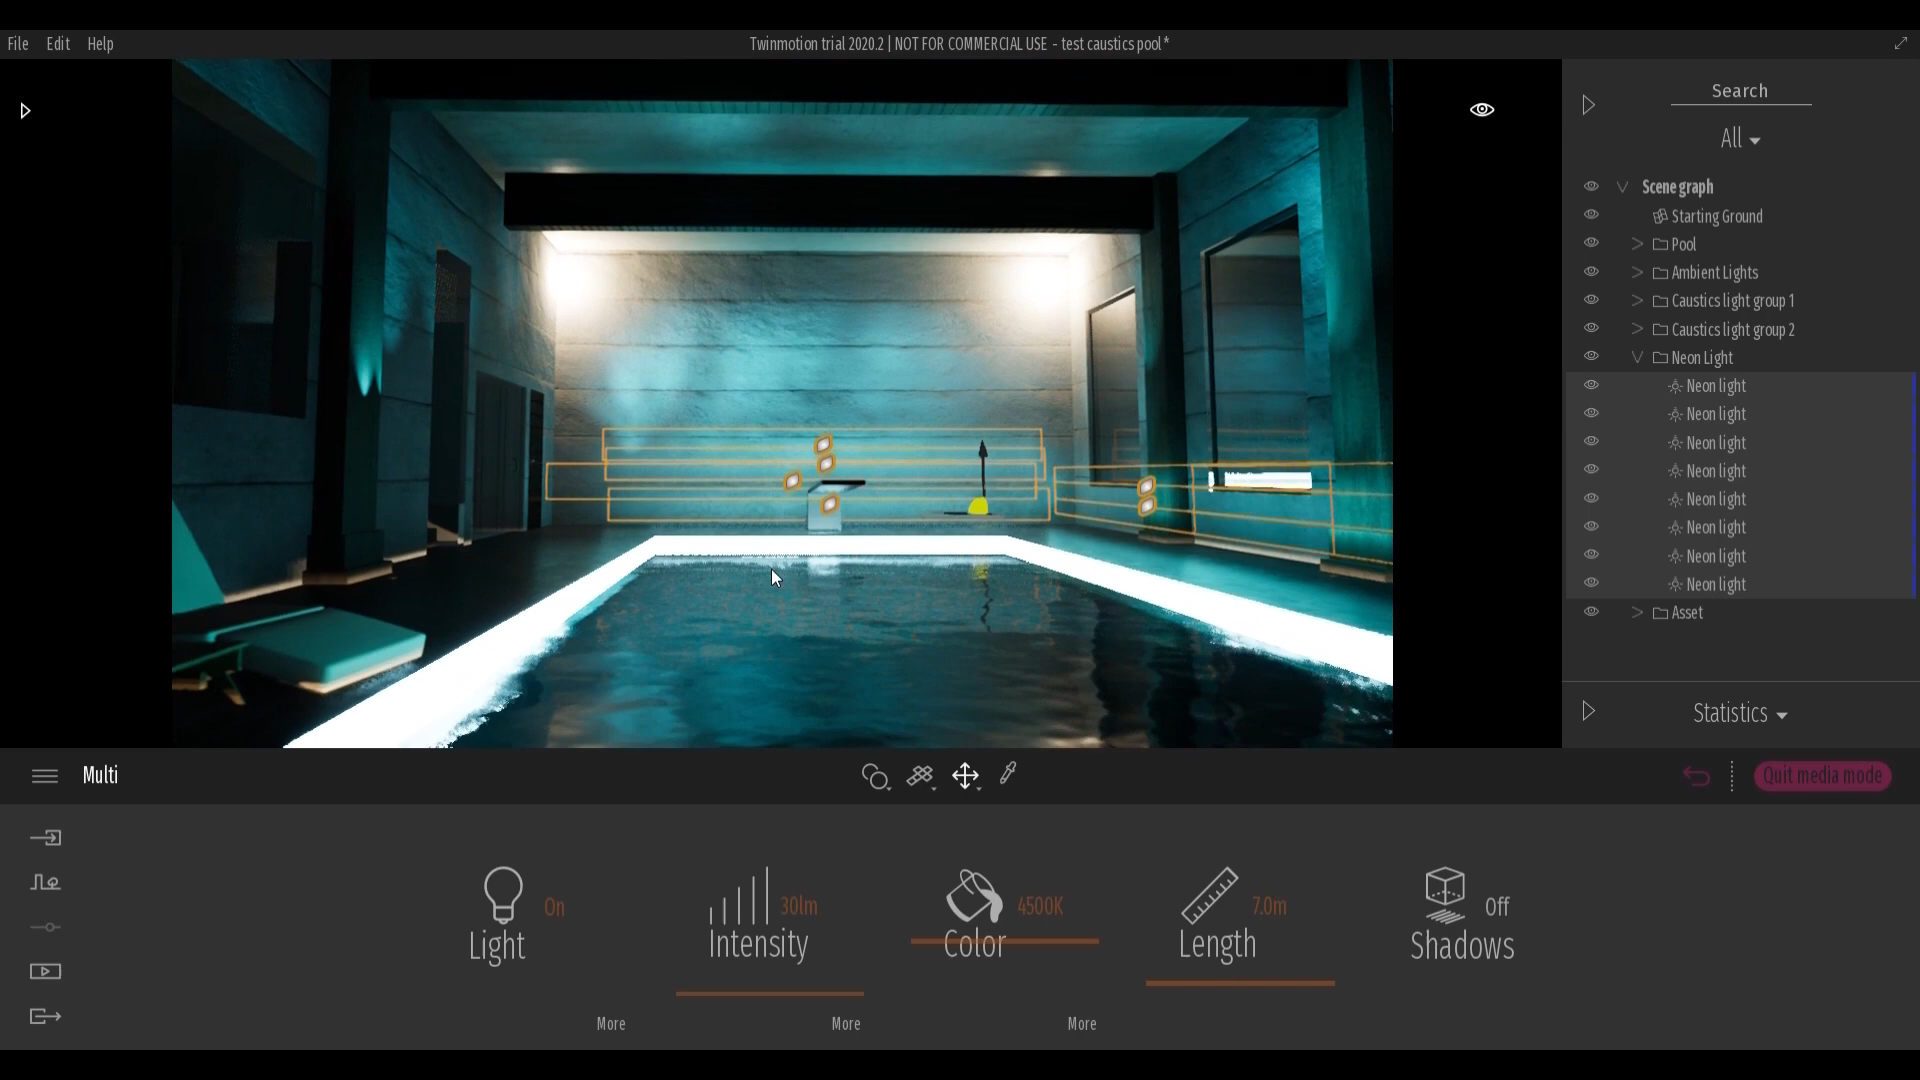 File Edit Help
Twinmotion trial 2020.2 | NOT FOR COMMERCIAL USE - test caustics pool*
Search
All
Scene graph
Starting Ground
Pool
Ambient Lights
Caustics light group 1
Caustics light group 2
Neon Light
Neon light
Neon light
Neon light
Neon light
Neon light
Neon light
Neon light
Neon light
Asset
Statistics
Multi
Quit media mode
Light On
Intensity 30lm
Color 4500K
Length 7.0m
Shadows Off
More More More